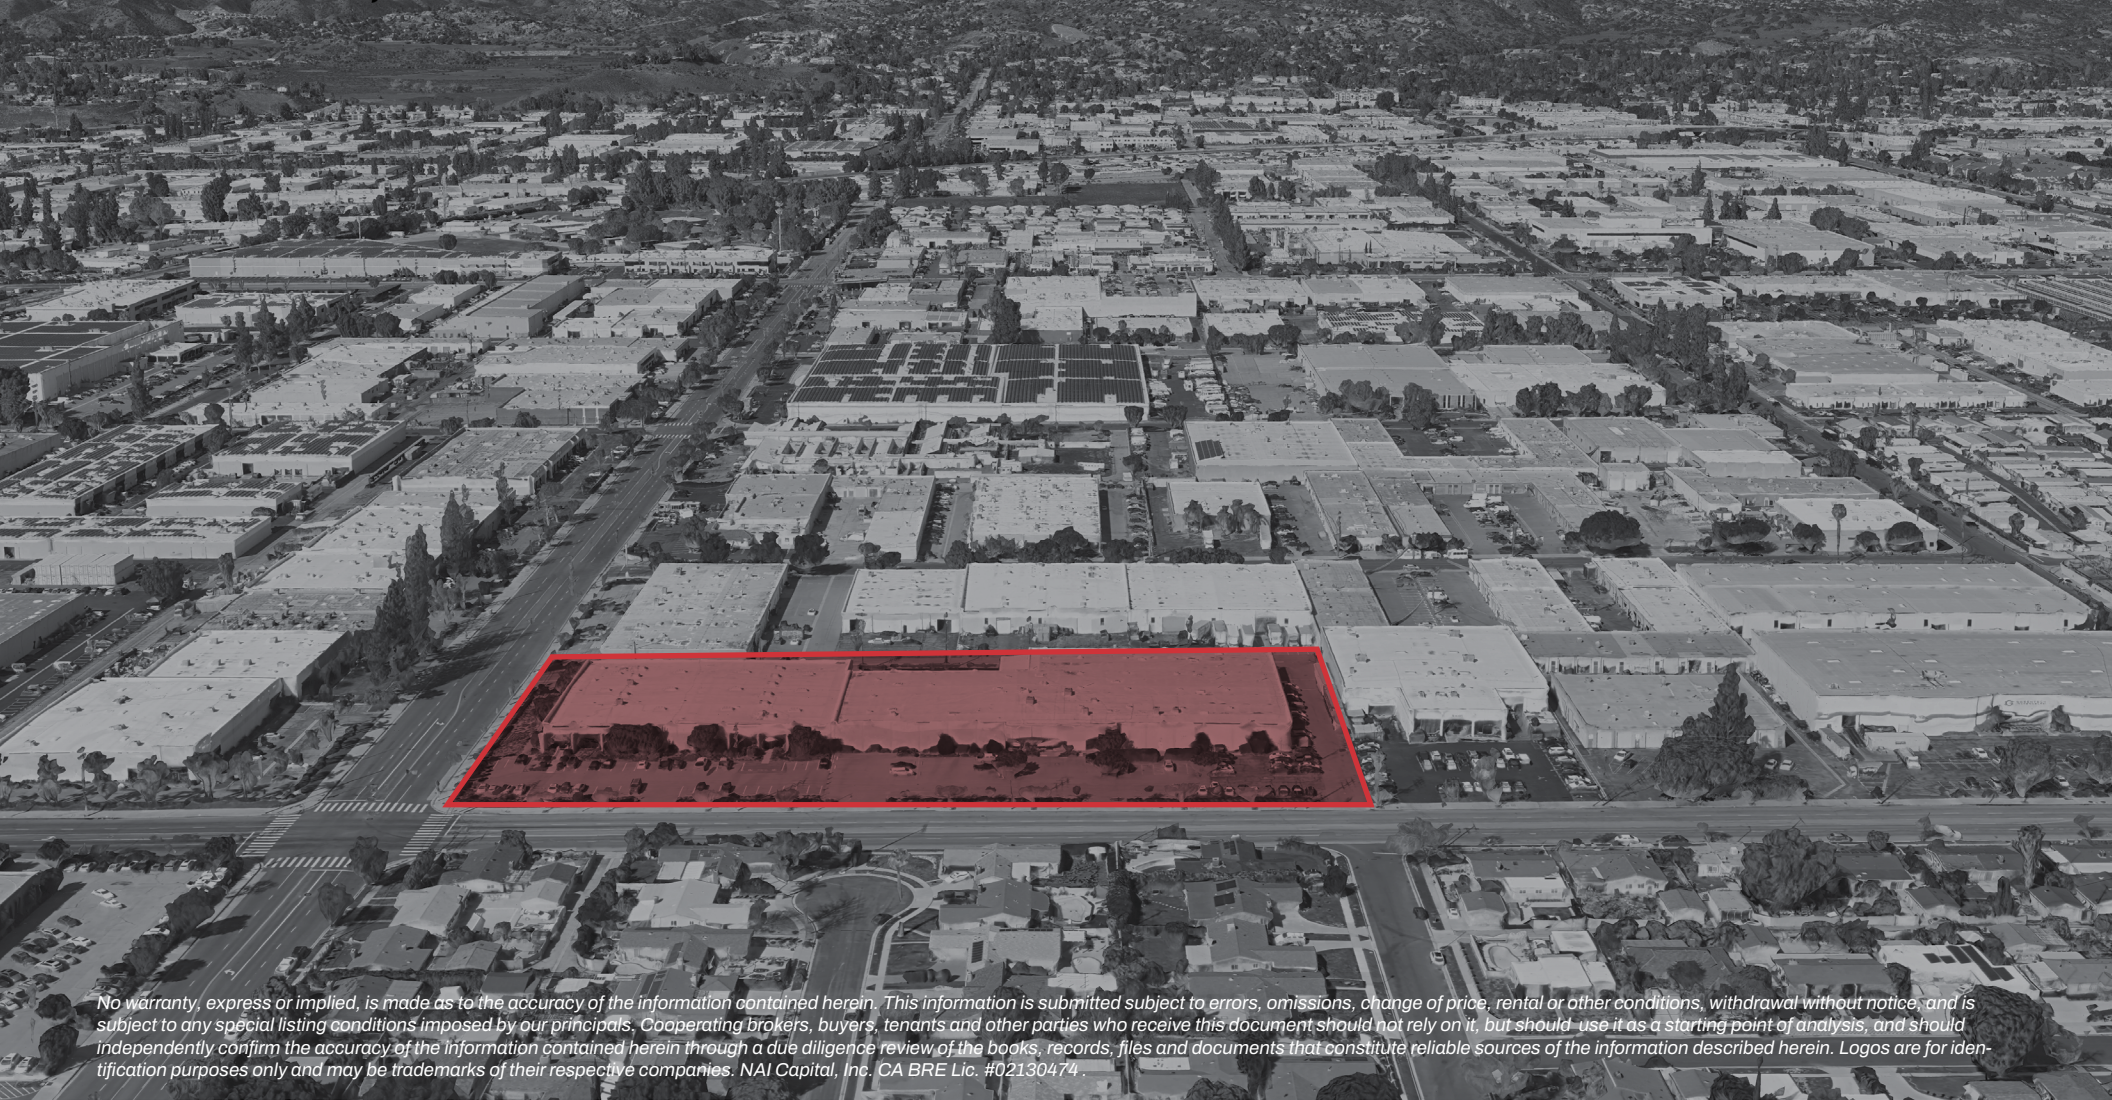 No warranty, express or implied, is made as to the accuracy of the information contained herein. This information is submitted subject to errors, omissions, change of price, rental or other conditions, withdrawal without notice, and is
subject to any special listing conditions imposed by our principals. Cooperating brokers, buyers, tenants and other parties who receive this document should not rely on it, but should use it as a starting point of analysis, and should
independently confirm the accuracy of the information contained herein through a due diligence review of the books, records, files and documents that constitute reliable sources of the information described herein. Logos are for iden-
tification purposes only and may be trademarks of their respective companies. NAI Capital, Inc. CA BRE Lic. #02130474 .